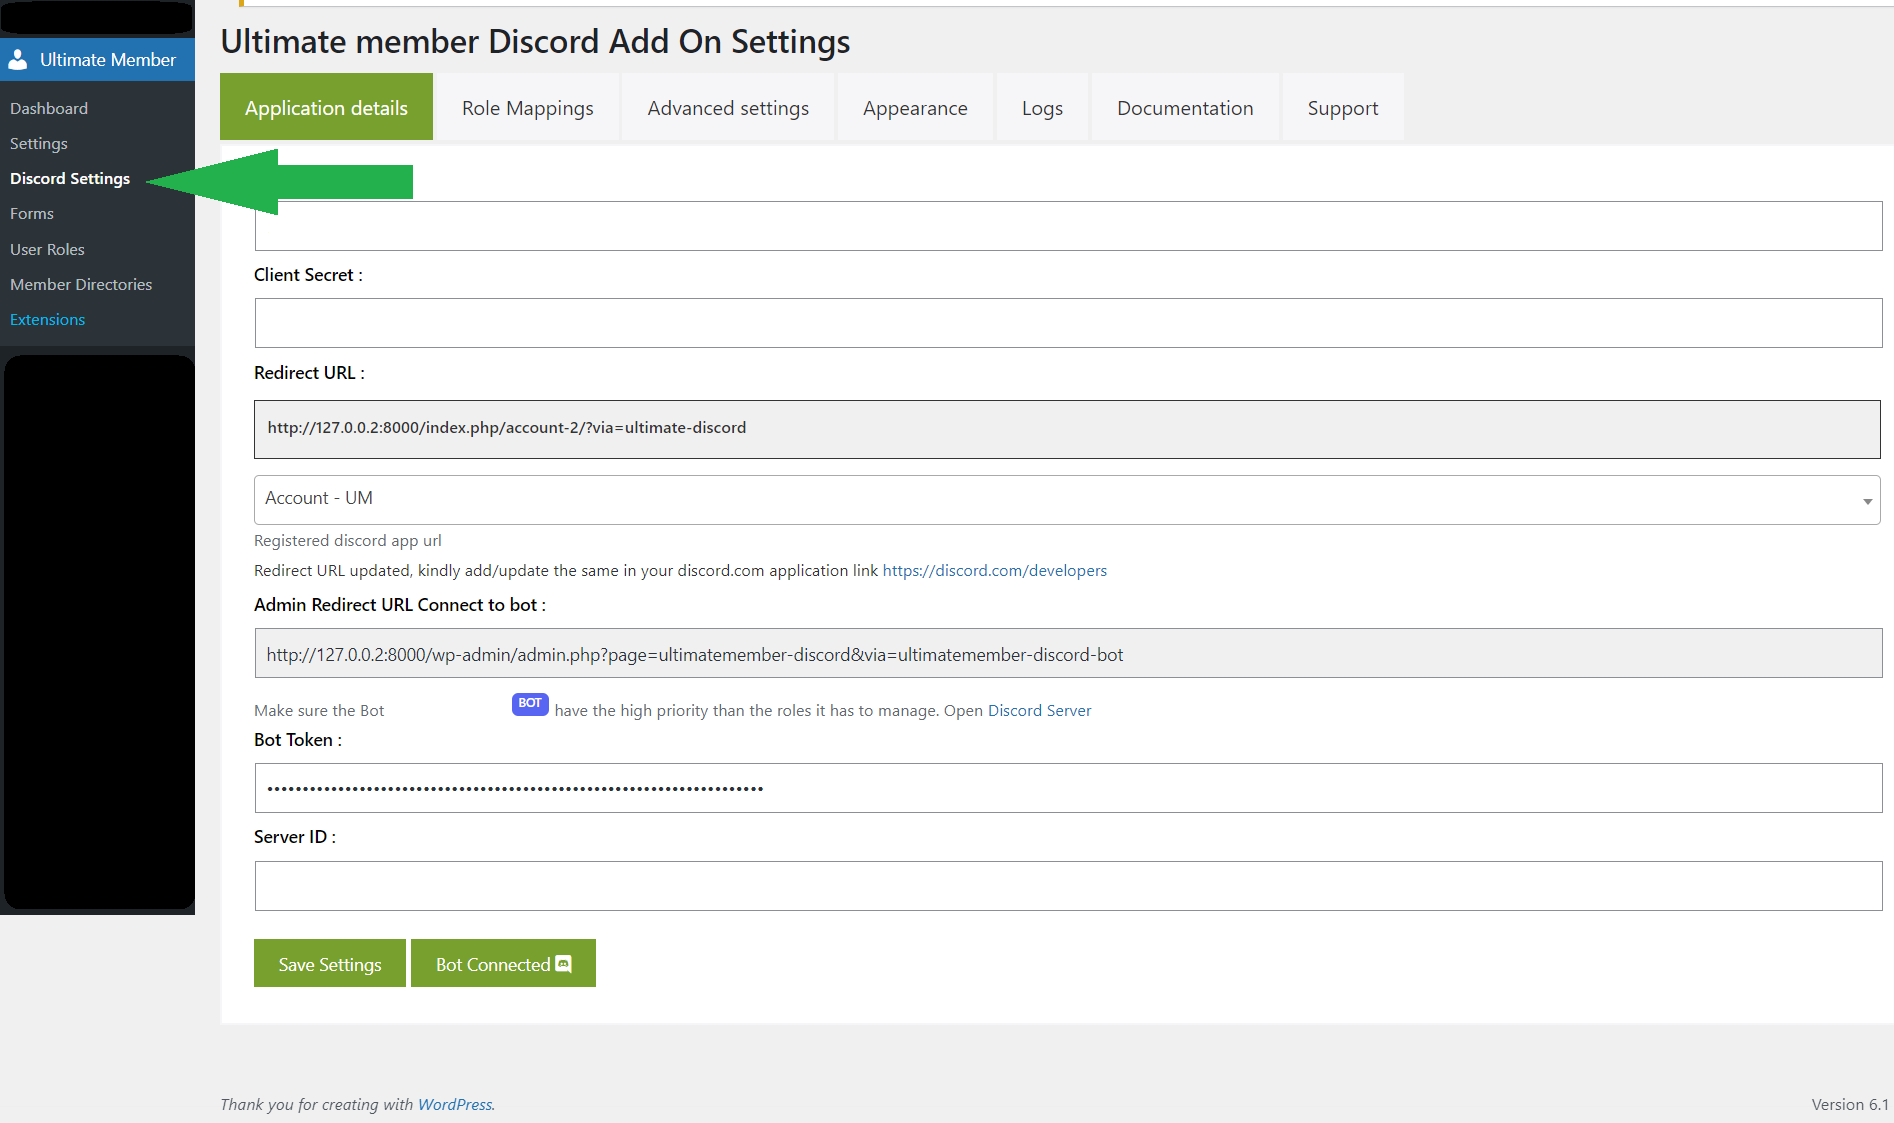 Ultimate Member
Dashboard
Settings
Discord Settings
Forms
User Roles
Member Directories
Extensions
Ultimate member Discord Add On Settings
Application details
Role Mappings
Advanced settings
Appearance
Logs
Documentation
Support
Client Secret :
Redirect URL :
http://127.0.0.2:8000/index.php/account-2/?via=ultimate-discord
Account - UM
Registered discord app url
Redirect URL updated, kindly add/update the same in your discord.com application link https://discord.com/developers
Admin Redirect URL Connect to bot :
http://127.0.0.2:8000/wp-admin/admin.php?page=ultimatemember-discord&via=ultimatemember-discord-bot
Make sure the Bot BOT have the high priority than the roles it has to manage. Open Discord Server
Bot Token :
Server ID :
Save Settings
Bot Connected
Thank you for creating with WordPress.
Version 6.1